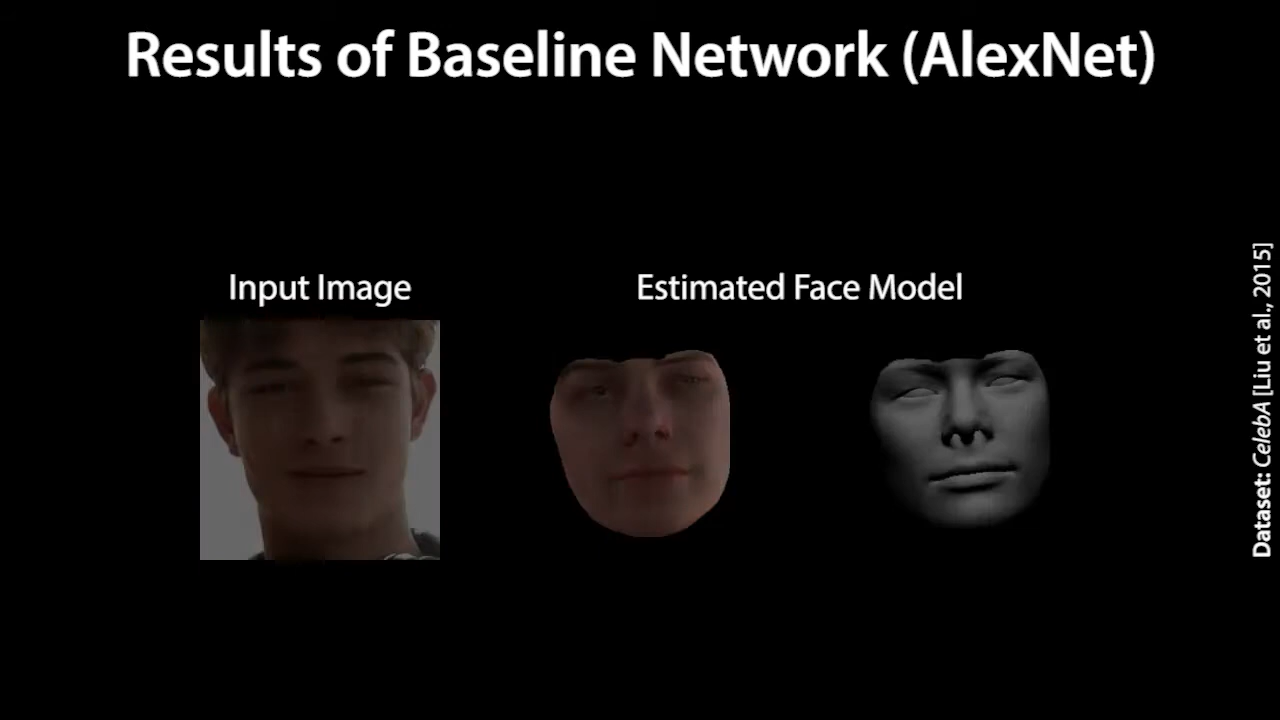 Results of Baseline Network (AlexNet)
Input Image
Estimated Face Model
Dataset: CelebA [Liu et al., 2015]